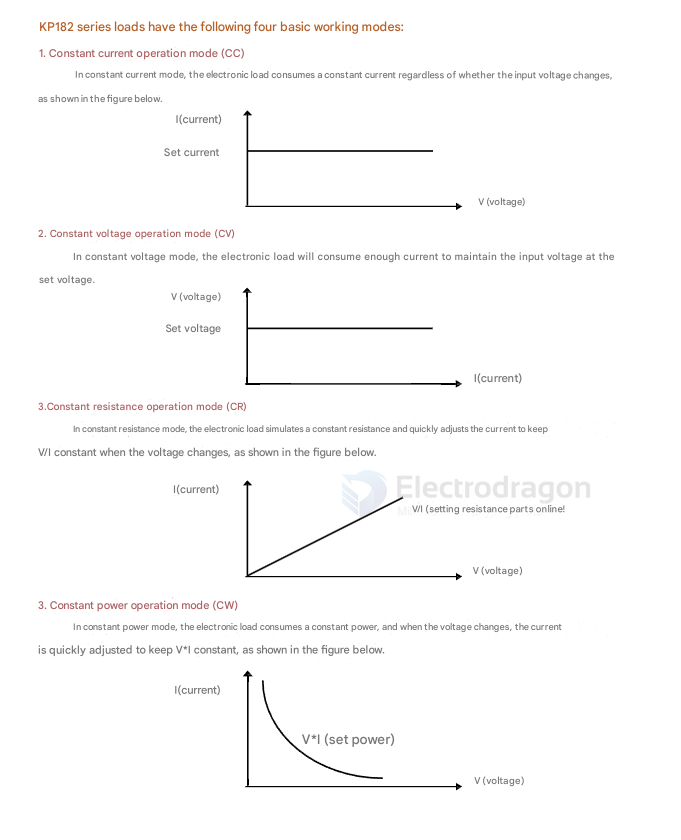 KP182 series loads have the following four basic working modes:
1. Constant current operation mode (CC)
In constant current mode, the electronic load consumes a constant current regardless of whether the input voltage changes,
as shown in the figure below.
I(current)
Set current
V (voltage)
2. Constant voltage operation mode (CV)
In constant voltage mode, the electronic load will consume enough current to maintain the input voltage at the
set voltage.
V (voltage)
Set voltage
I(current)
3.Constant resistance operation mode (CR)
In constant resistance mode, the electronic load simulates a constant resistance and quickly adjusts the current to keep
V/I constant when the voltage changes, as shown in the figure below.
Electrodragon
I(current)
V/I (setting resistance parts online!
V (voltage)
3. Constant power operation mode (CW)
In constant power mode, the electronic load consumes a constant power, and when the voltage changes, the current
is quickly adjusted to keep V*I constant, as shown in the figure below.
I(current)
V*I (set power)
V (voltage)